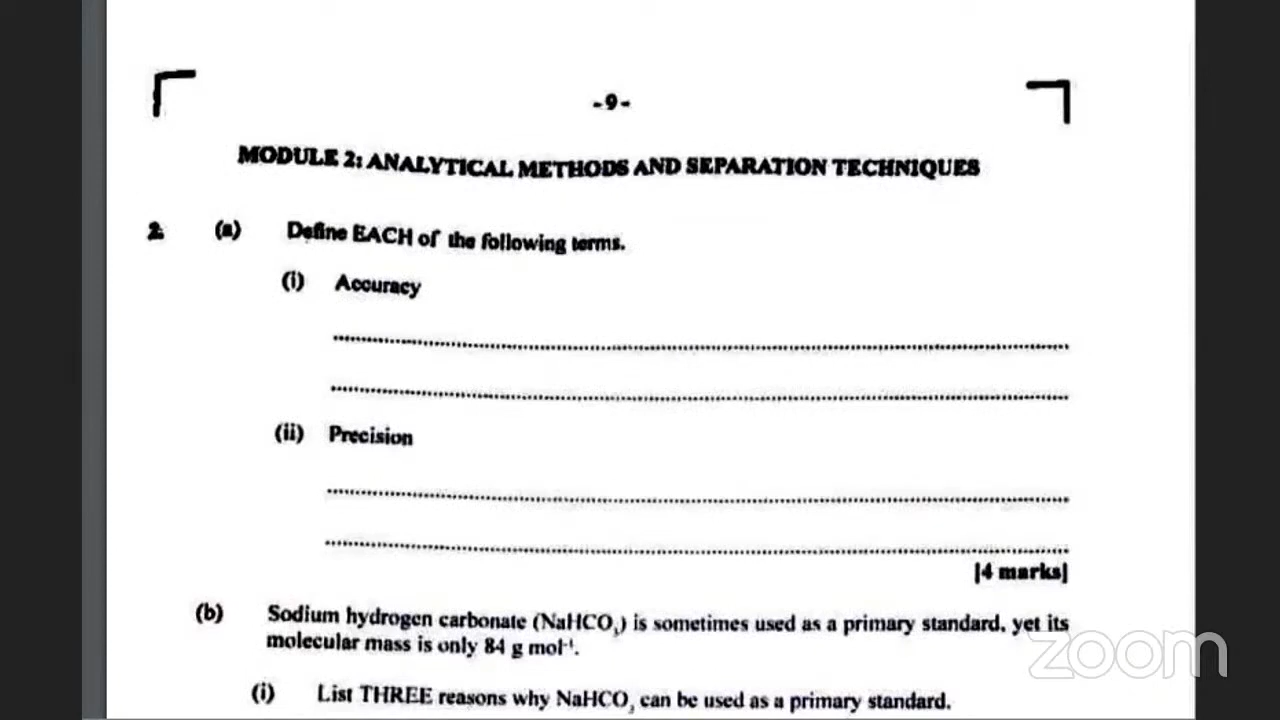 -9-
MODULE 2: ANALYTICAL METHODS AND SEPARATION TECHNIQUES
2. (a) Define EACH of the following terms.
(i) Accuracy
(ii) Precision
[4 marks]
(b) Sodium hydrogen carbonate (NaHCO₃) is sometimes used as a primary standard, yet its
molecular mass is only 84 g mol⁻¹.
(i) List THREE reasons why NaHCO₃ can be used as a primary standard.
zoom